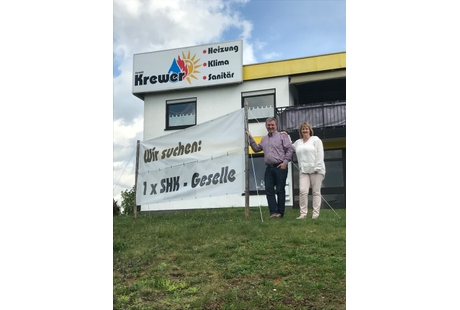 Krewer
• Heizung
• Klima
• Sanitär
Wir suchen:
1 x SHK - Geselle